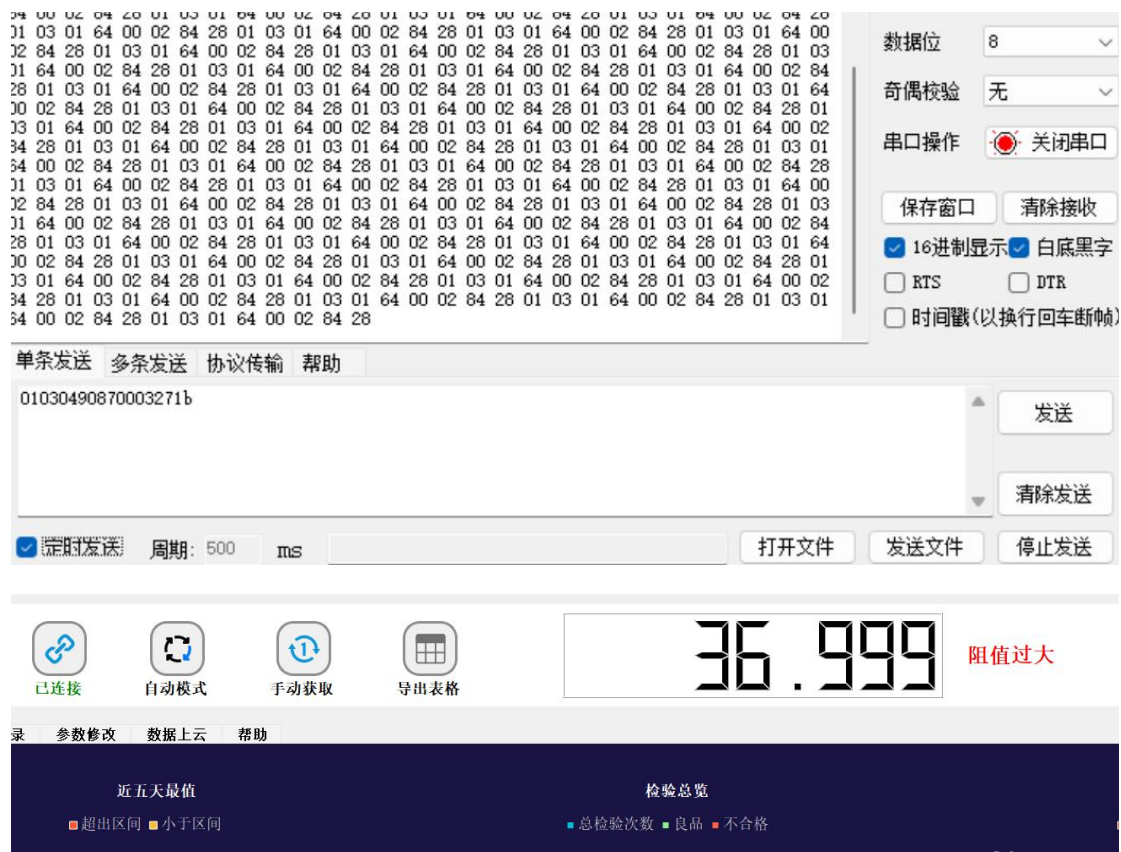 64 00 02 84 28 01 03 01 64 00 02 84 28 01 03 01 64 00 02 84 28 01 03 01 64 00 02 84 28
01 03 01 64 00 02 84 28 01 03 01 64 00 02 84 28 01 03 01 64 00 02 84 28 01 03 01 64 00
02 84 28 01 03 01 64 00 02 84 28 01 03 01 64 00 02 84 28 01 03 01 64 00 02 84 28 01 03
01 64 00 02 84 28 01 03 01 64 00 02 84 28 01 03 01 64 00 02 84 28 01 03 01 64 00 02 84
28 01 03 01 64 00 02 84 28 01 03 01 64 00 02 84 28 01 03 01 64 00 02 84 28 01 03 01 64
00 02 84 28 01 03 01 64 00 02 84 28 01 03 01 64 00 02 84 28 01 03 01 64 00 02 84 28 01
03 01 64 00 02 84 28 01 03 01 64 00 02 84 28 01 03 01 64 00 02 84 28 01 03 01 64 00 02
84 28 01 03 01 64 00 02 84 28 01 03 01 64 00 02 84 28 01 03 01 64 00 02 84 28 01 03 01
64 00 02 84 28 01 03 01 64 00 02 84 28 01 03 01 64 00 02 84 28 01 03 01 64 00 02 84 28
01 03 01 64 00 02 84 28 01 03 01 64 00 02 84 28 01 03 01 64 00 02 84 28 01 03 01 64 00
02 84 28 01 03 01 64 00 02 84 28 01 03 01 64 00 02 84 28 01 03 01 64 00 02 84 28 01 03
01 64 00 02 84 28 01 03 01 64 00 02 84 28 01 03 01 64 00 02 84 28 01 03 01 64 00 02 84
28 01 03 01 64 00 02 84 28 01 03 01 64 00 02 84 28 01 03 01 64 00 02 84 28 01 03 01 64
00 02 84 28 01 03 01 64 00 02 84 28 01 03 01 64 00 02 84 28 01 03 01 64 00 02 84 28 01
03 01 64 00 02 84 28 01 03 01 64 00 02 84 28 01 03 01 64 00 02 84 28 01 03 01 64 00 02
84 28 01 03 01 64 00 02 84 28 01 03 01 64 00 02 84 28 01 03 01 64 00 02 84 28 01 03 01
64 00 02 84 28 01 03 01 64 00 02 84 28
数据位 8
奇偶校验 无
串口操作 关闭串口
保存窗口 清除接收
16进制显示 白底黑字
RTS DTR
时间戳(以换行回车断帧)
单条发送 多条发送 协议传输 帮助
01030490870003271b
发送
清除发送
定时发送 周期: 500 ms 打开文件 发送文件 停止发送
36.999 阻值过大
已连接 自动模式 手动获取 导出表格
录 参数修改 数据上云 帮助
近五天最值 检验总览
超出区间 小于区间 总检验次数 良品 不合格